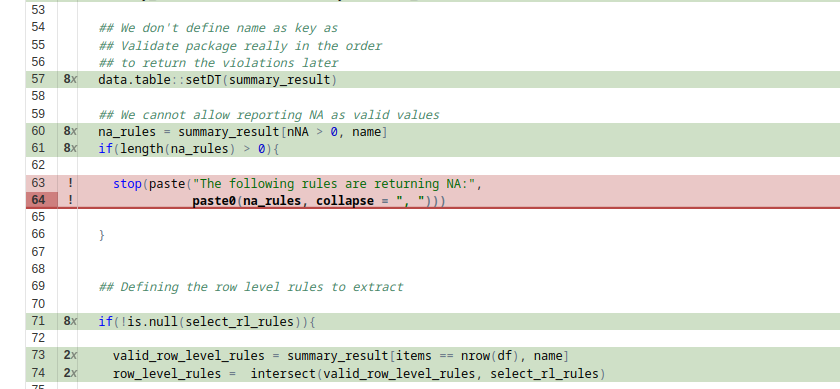 53
54 ## We don't define name as key as
55 ## Validate package really in the order
56 ## to return the violations later
57 8x data.table::setDT(summary_result)
58
59 ## We cannot allow reporting NA as valid values
60 8x na_rules = summary_result[nNA > 0, name]
61 8x if(length(na_rules) > 0){
62
63 ! stop(paste("The following rules are returning NA:",
64 ! paste0(na_rules, collapse = ", ")))
65
66 }
67
68
69 ## Defining the row level rules to extract
70
71 8x if(!is.null(select_rl_rules)){
72
73 2x valid_row_level_rules = summary_result[items == nrow(df), name]
74 2x row_level_rules = intersect(valid_row_level_rules, select_rl_rules)